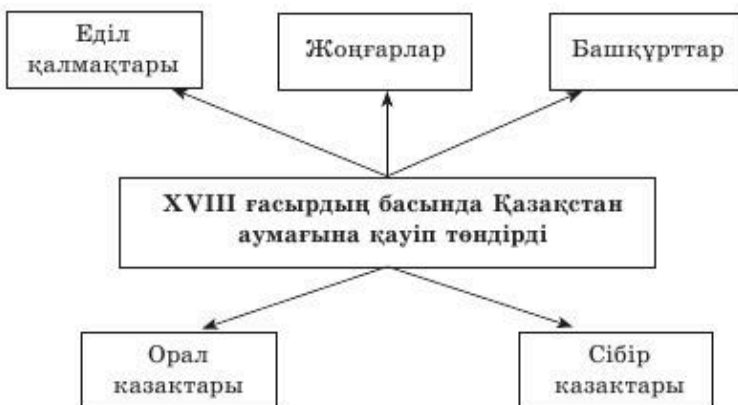 Еділ
қалмақтары
Жоңғарлар
Башқұрттар
XVIII ғасырдың басында Қазақстан
аумағына қауіп төндірді
Орал
казактары
Сібір
казактары